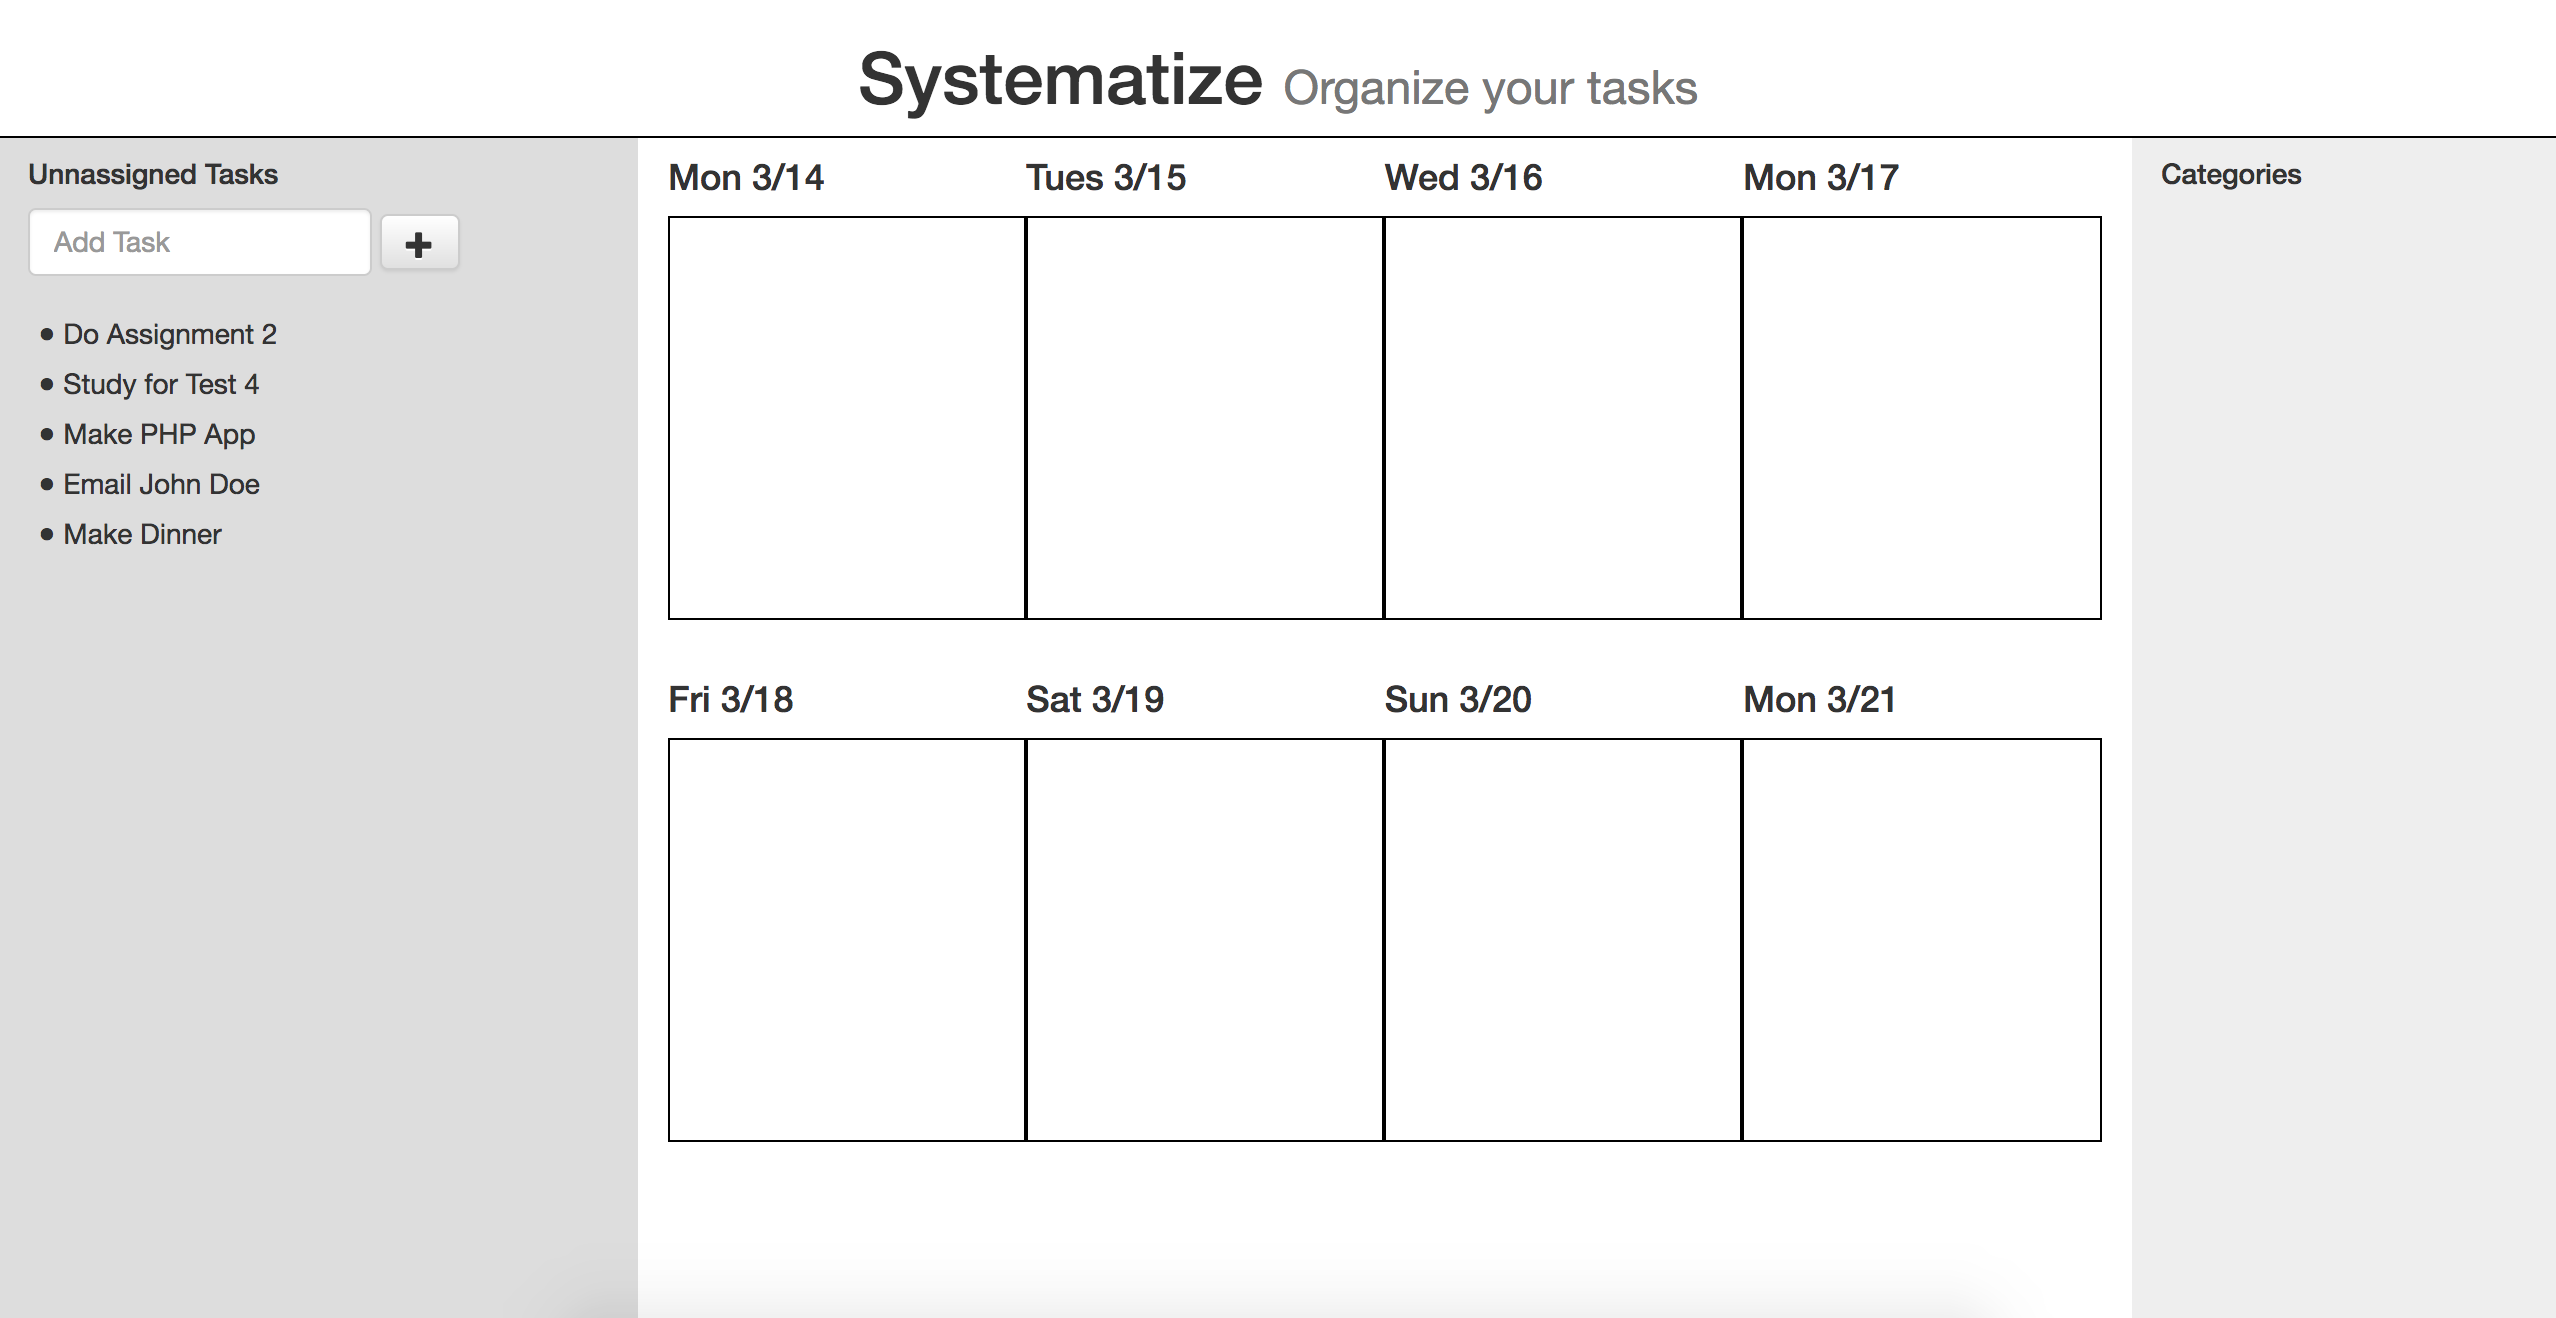 Systematize Organize your tasks
Unnassigned Tasks
Add Task
• Do Assignment 2
• Study for Test 4
• Make PHP App
• Email John Doe
• Make Dinner
Mon 3/14 Tues 3/15 Wed 3/16 Mon 3/17
Fri 3/18 Sat 3/19 Sun 3/20 Mon 3/21
Categories